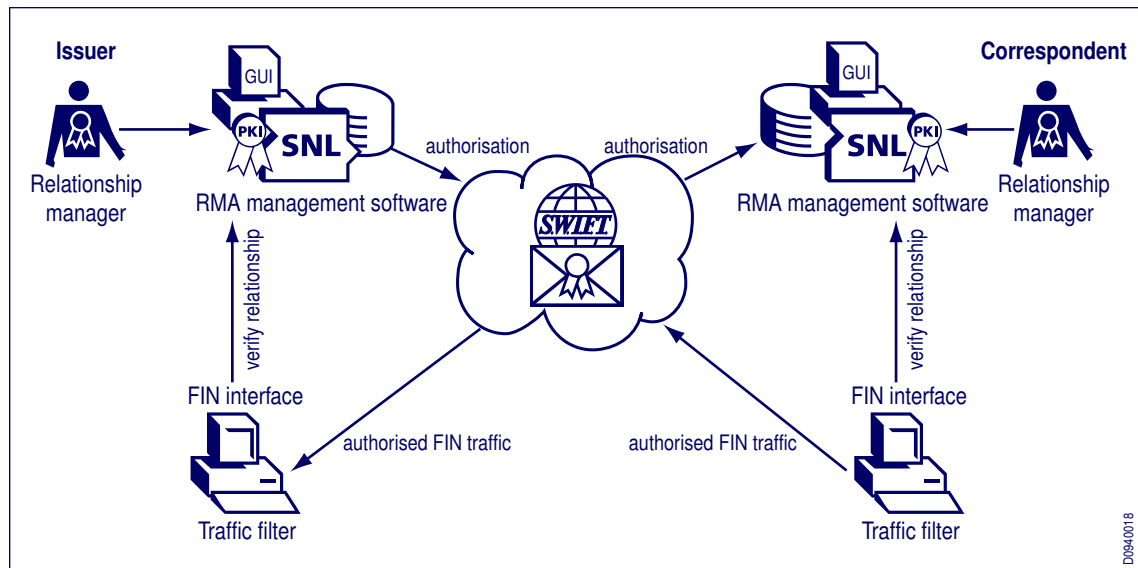 Issuer
Correspondent
GUI
GUI
PKI
SNL
SNL
PKI
authorisation
authorisation
Relationship
manager
RMA management software
RMA management software
Relationship
manager
S.W.I.F.T
verify relationship
verify relationship
FIN interface
FIN interface
authorised FIN traffic
authorised FIN traffic
Traffic filter
Traffic filter
D0940018